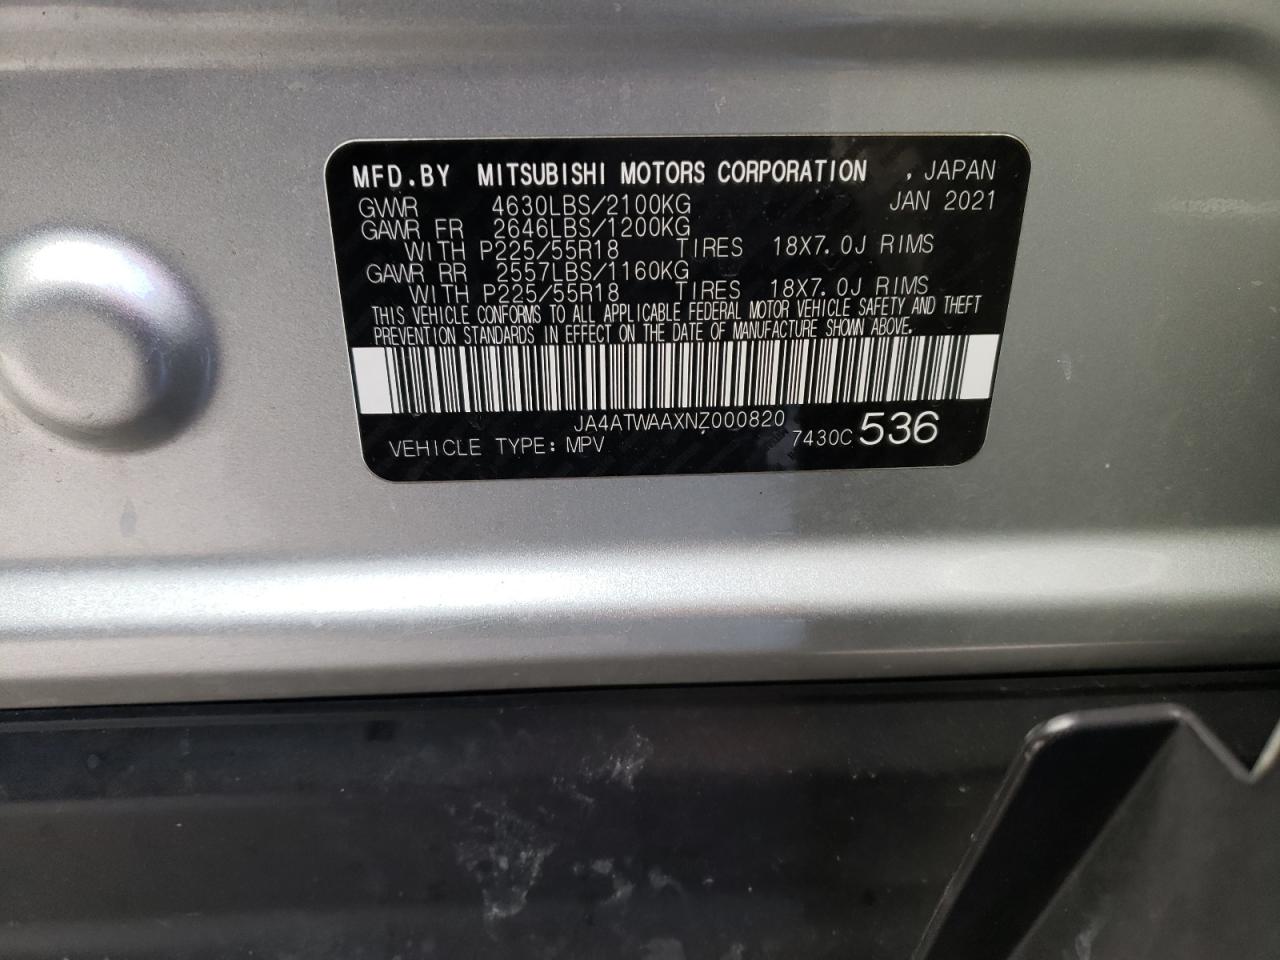 MFD.BY MITSUBISHI MOTORS CORPORATION , JAPAN
GVWR 4630LBS/2100KG JAN 2021
GAWR FR 2646LBS/1200KG
WITH P225/55R18 TIRES 18X7.0J RIMS
GAWR RR 2557LBS/1160KG
WITH P225/55R18 TIRES 18X7.0J RIMS
THIS VEHICLE CONFORMS TO ALL APPLICABLE FEDERAL MOTOR VEHICLE SAFETY AND THEFT
PREVENTION STANDARDS IN EFFECT ON THE DATE OF MANUFACTURE SHOWN ABOVE.
JA4ATWAAXNZ000820
VEHICLE TYPE: MPV 7430C 536